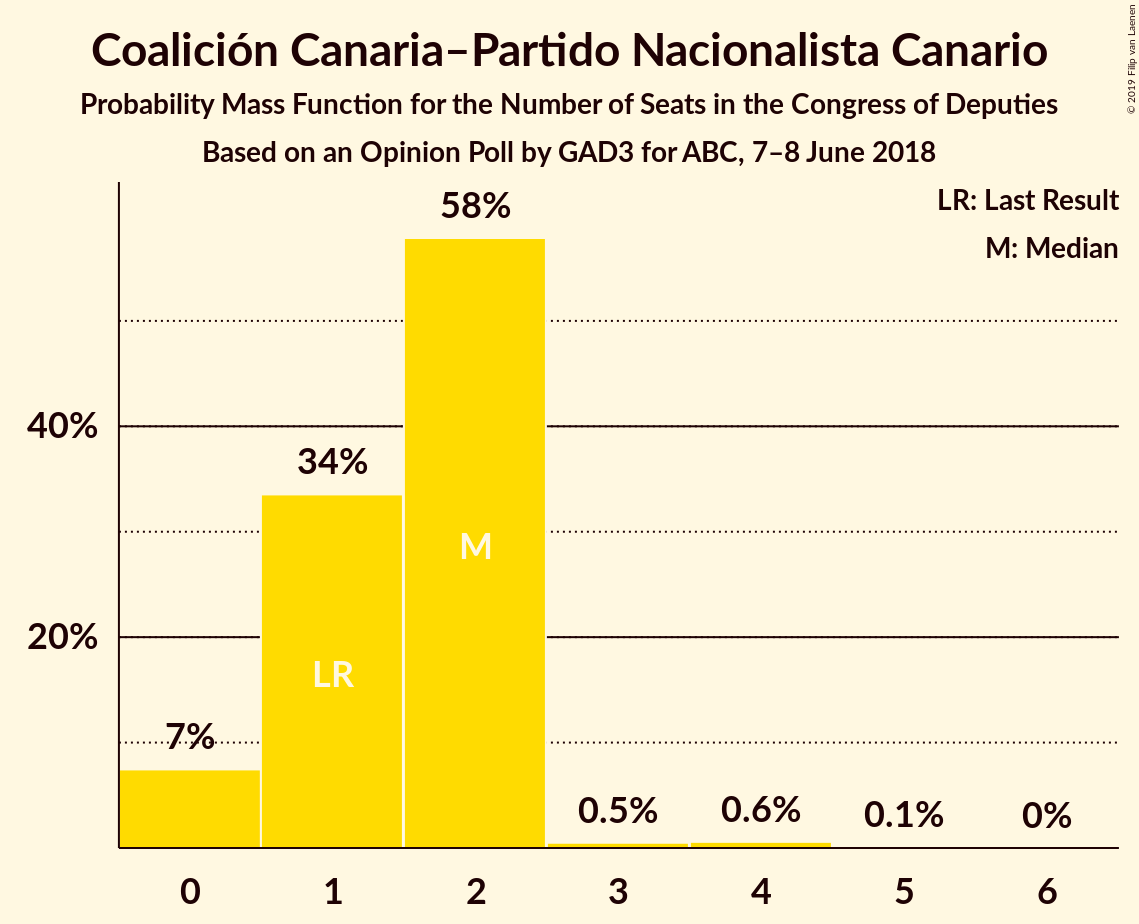 Coalición Canaria–Partido Nacionalista Canario
Probability Mass Function for the Number of Seats in the Congress of Deputies
Based on an Opinion Poll by GAD3 for ABC, 7–8 June 2018
© 2019 Filip van Laenen
LR: Last Result
M: Median
58%
40%
34%
M
20%
LR
7%
0.5%
0.6%
0.1%
0%
0 1 2 3 4 5 6